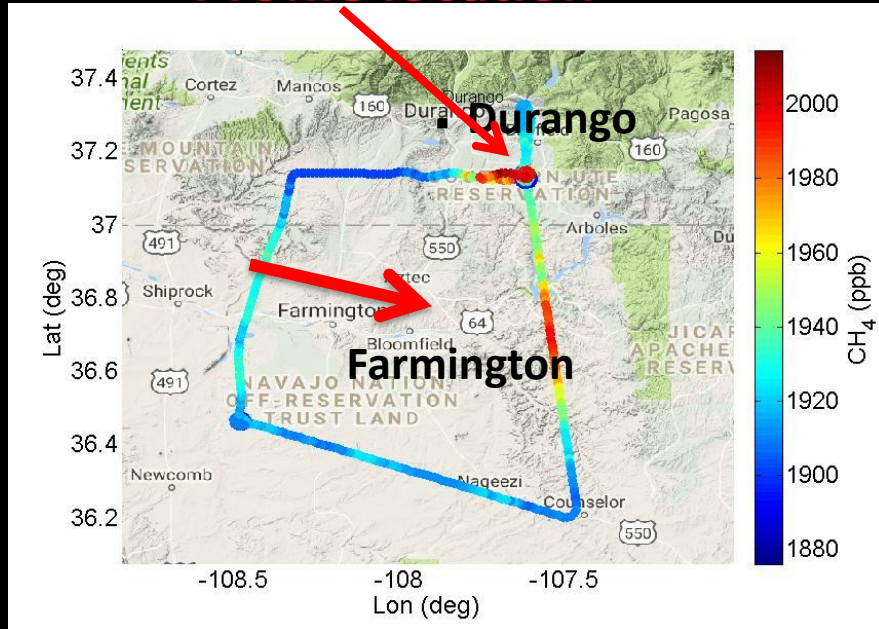 37.4
37.2
37
36.8
36.6
36.4
36.2
Lat (deg)
-108.5
-108
-107.5
Lon (deg)
2000
1980
1960
1940
1920
1900
1880
CH4 (ppb)
Cortez
Mancos
160
Durango
Durango
Pagosa
160
550
Arboles
491
Shiprock
Farmington
64
Bloomfield
Farmington
491
NAVAJO NATION
OFF-RESERVATION
TRUST LAND
Newcomb
Nageezi
Counselor
550